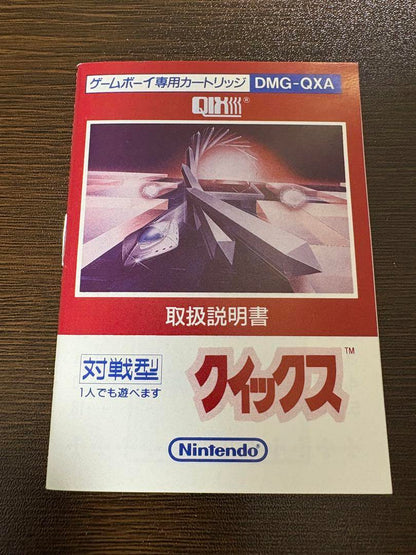 ゲームボーイ専用カートリッジ DMG-QXA
QIX®
取扱説明書
対戦型
1人でも遊べます
クイックス™
Nintendo®